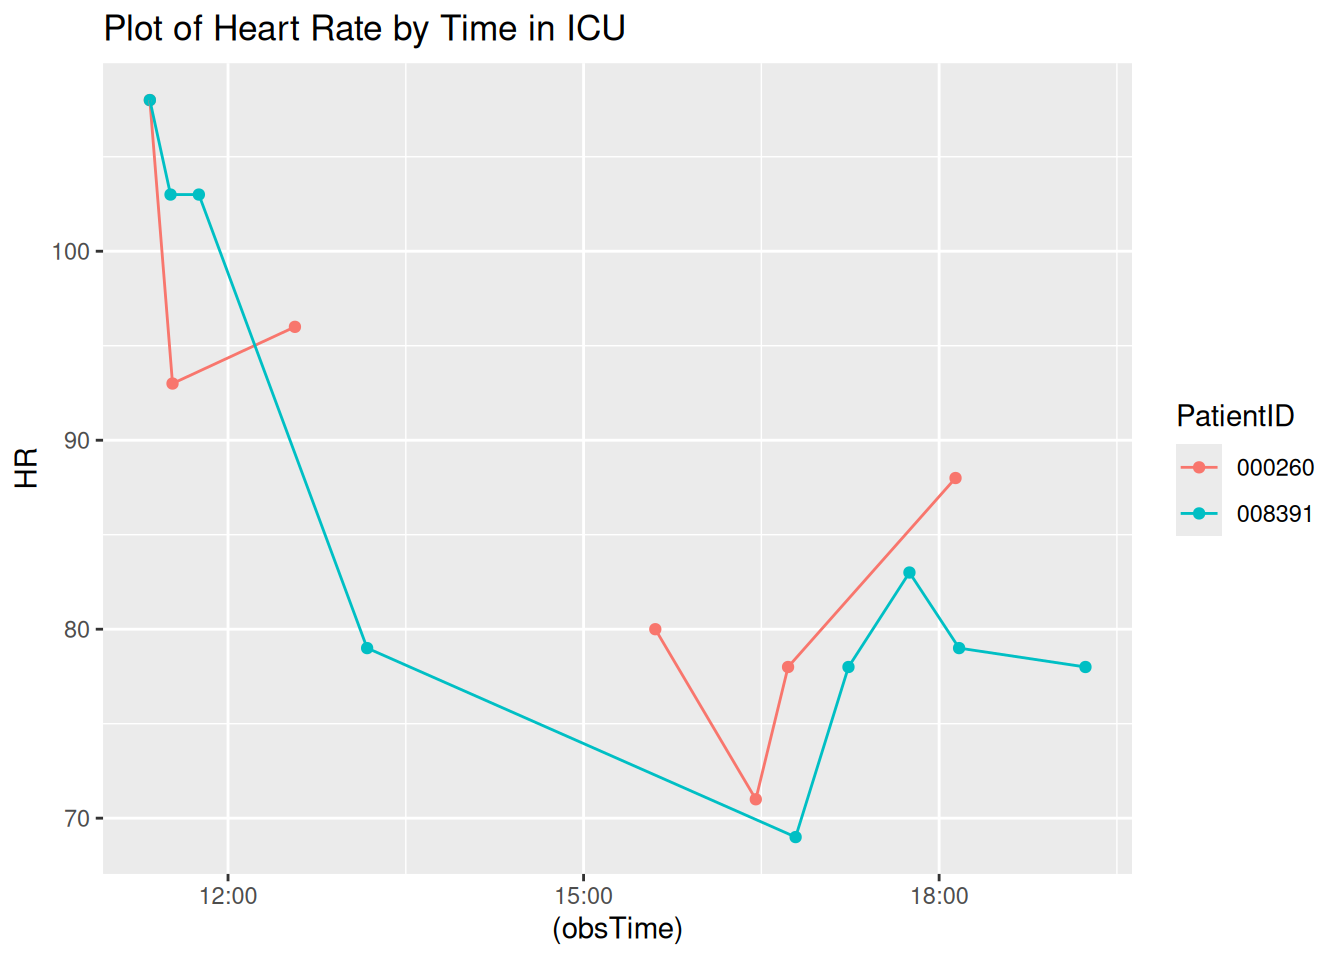 Plot of Heart Rate by Time in ICU
100
90
80
70
HR
12:00
15:00
18:00
(obsTime)
PatientID
000260
008391